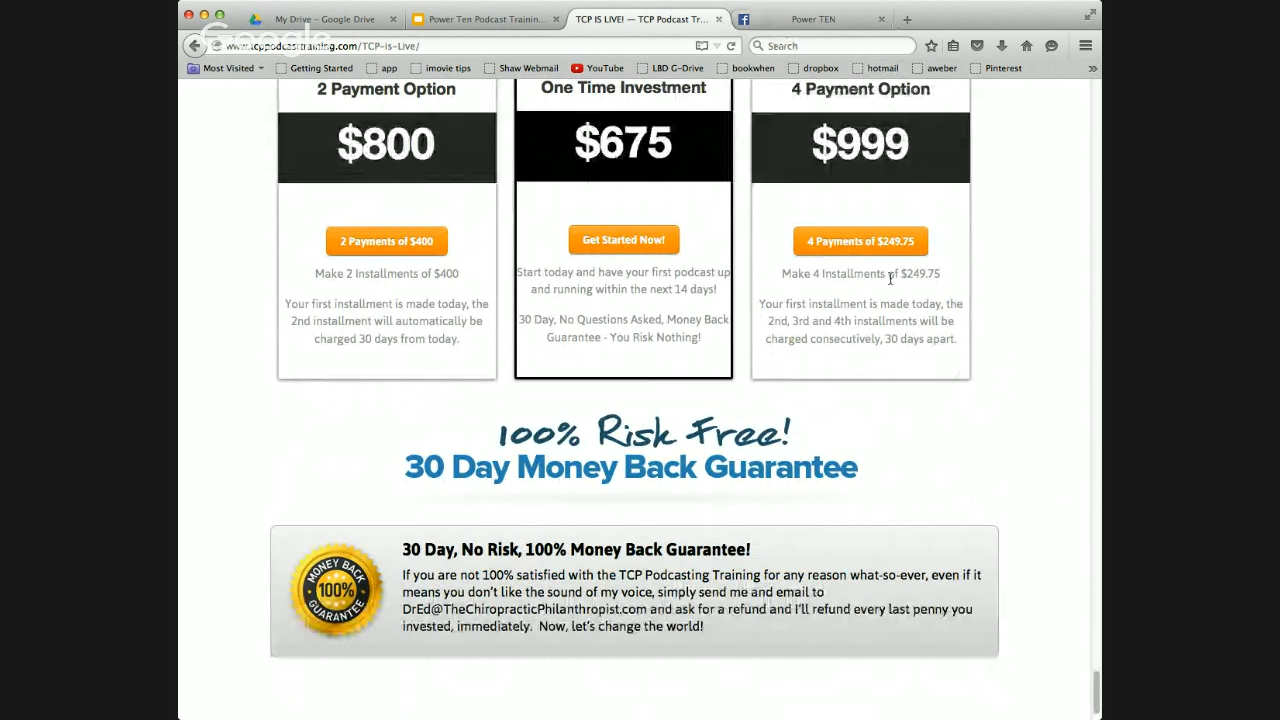 My Drive - Google Drive
Power Ten Podcast Trainin...
TCP IS LIVE! — TCP Podcast Tr...
Power TEN
Google
www.tcppodcasttraining.com/TCP-is-Live/
Search
Most Visited
Getting Started
app
imovie tips
Shaw Webmail
YouTube
LBD G-Drive
bookwhen
dropbox
hotmail
aweber
Pinterest
2 Payment Option
$800
2 Payments of $400
Make 2 Installments of $400
Your first installment is made today, the
2nd installment will automatically be
charged 30 days from today.
One Time Investment
$675
Get Started Now!
Start today and have your first podcast up
and running within the next 14 days!
30 Day, No Questions Asked, Money Back
Guarantee - You Risk Nothing!
4 Payment Option
$999
4 Payments of $249.75
Make 4 Installments of $249.75
Your first installment is made today, the
2nd, 3rd and 4th installments will be
charged consecutively, 30 days apart.
100% Risk Free!
30 Day Money Back Guarantee
MONEY BACK
100%
GUARANTEE
30 Day, No Risk, 100% Money Back Guarantee!
If you are not 100% satisfied with the TCP Podcasting Training for any reason what-so-ever, even if it
means you don't like the sound of my voice, simply send me and email to
DrEd@TheChiropracticPhilanthropist.com and ask for a refund and I'll refund every last penny you
invested, immediately. Now, let's change the world!